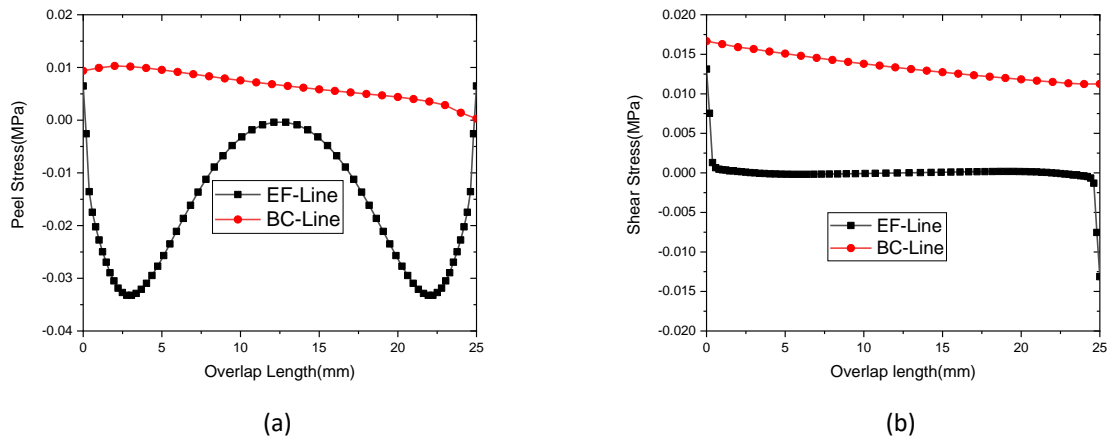 0.02
0.01
0.00
-0.01
-0.02
-0.03
-0.04
Peel Stress(MPa)
EF-Line
BC-Line
0 5 10 15 20 25
Overlap Length(mm)
(a)
0.020
0.015
0.010
0.005
0.000
-0.005
-0.010
-0.015
-0.020
Shear Stress(MPa)
EF-Line
BC-Line
0 5 10 15 20 25
Overlap length(mm)
(b)